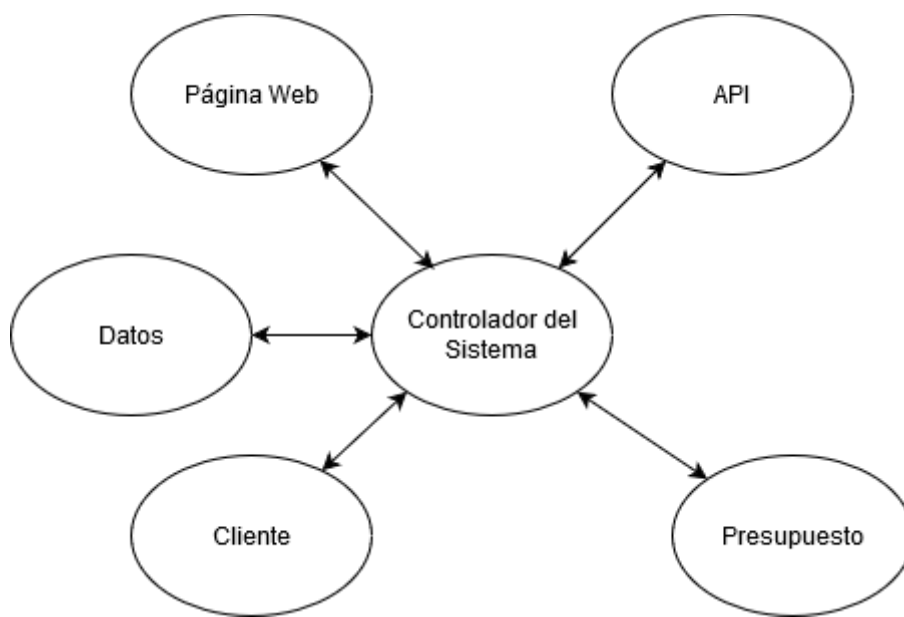 Página Web
API
Controlador del
Sistema
Datos
Cliente
Presupuesto